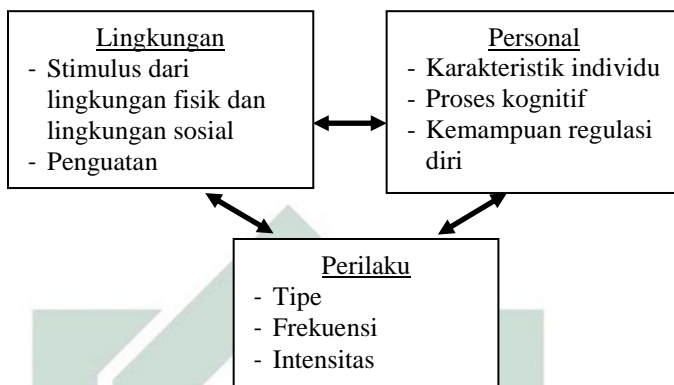 Lingkungan
- Stimulus dari
lingkungan fisik dan
lingkungan sosial
- Penguatan
Personal
- Karakteristik individu
- Proses kognitif
- Kemampuan regulasi
diri
Perilaku
- Tipe
- Frekuensi
- Intensitas